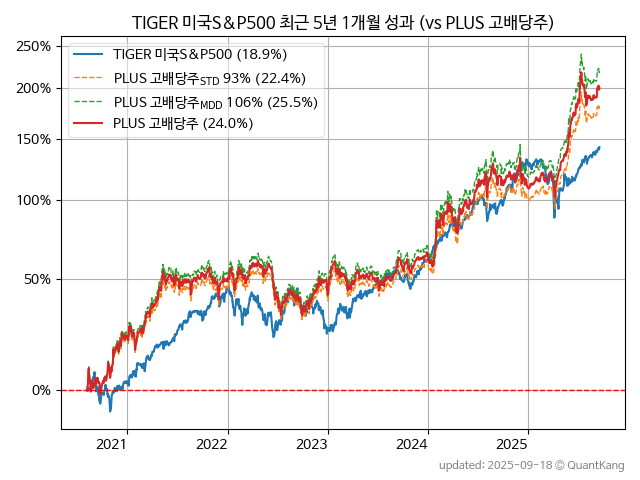 TIGER 미국S&P500 최근 5년 1개월 성과 (vs PLUS 고배당주)
250%
200%
150%
100%
50%
0%
TIGER 미국S&P500 (18.9%)
PLUS 고배당주STD 93% (22.4%)
PLUS 고배당주MDD 106% (25.5%)
PLUS 고배당주 (24.0%)
2021 2022 2023 2024 2025
updated: 2025-09-18 © QuantKang